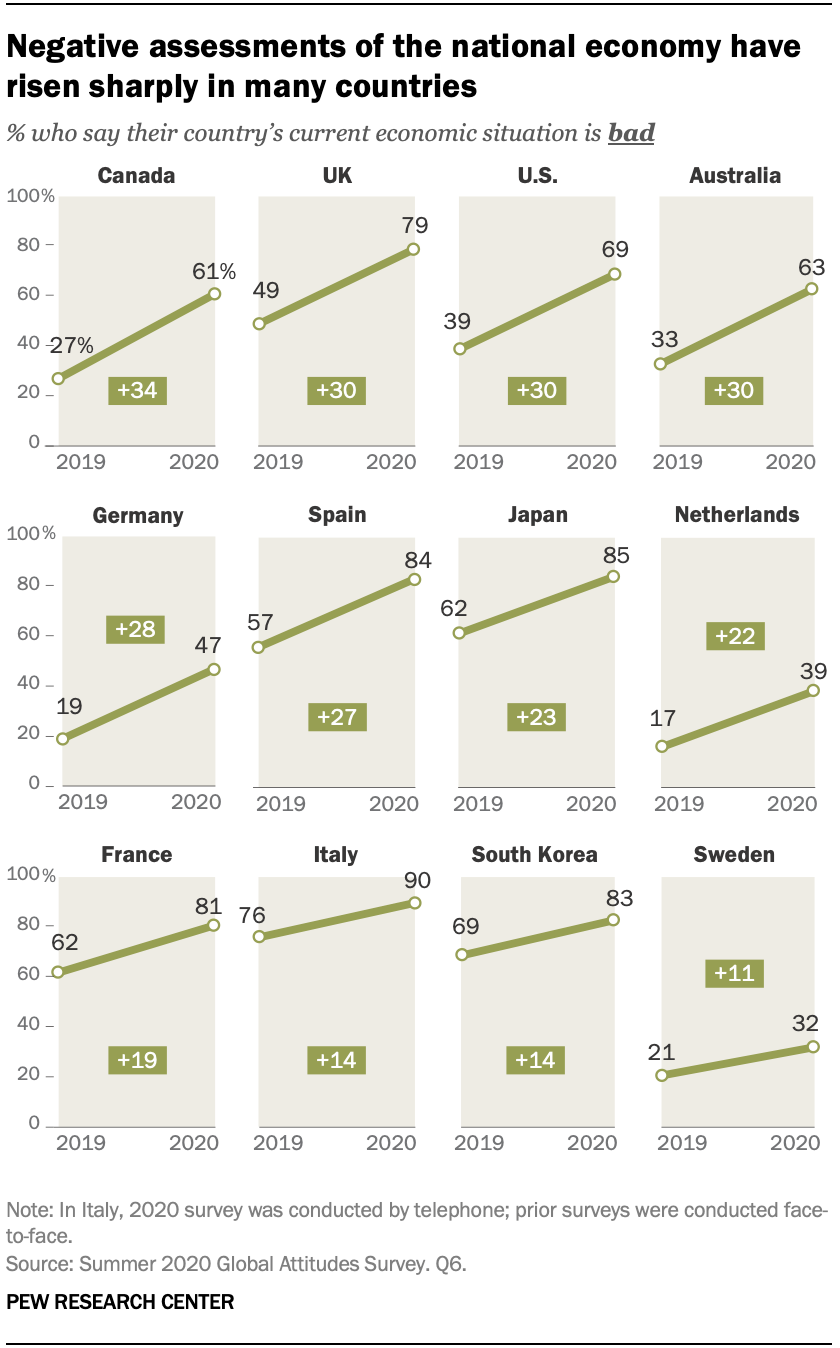 Negative assessments of the national economy have
risen sharply in many countries
% who say their country's current economic situation is bad
Canada UK U.S. Australia
100%
80
60
40
20
0
27% 61% +34
49 79 +30
39 69 +30
33 63 +30
2019 2020 2019 2020 2019 2020 2019 2020
Germany Spain Japan Netherlands
100%
80
60
40
20
0
19 47 +28
57 84 +27
62 85 +23
17 39 +22
2019 2020 2019 2020 2019 2020 2019 2020
France Italy South Korea Sweden
100%
80
60
40
20
0
62 81 +19
76 90 +14
69 83 +14
21 32 +11
2019 2020 2019 2020 2019 2020 2019 2020
Note: In Italy, 2020 survey was conducted by telephone; prior surveys were conducted face-
to-face.
Source: Summer 2020 Global Attitudes Survey. Q6.
PEW RESEARCH CENTER